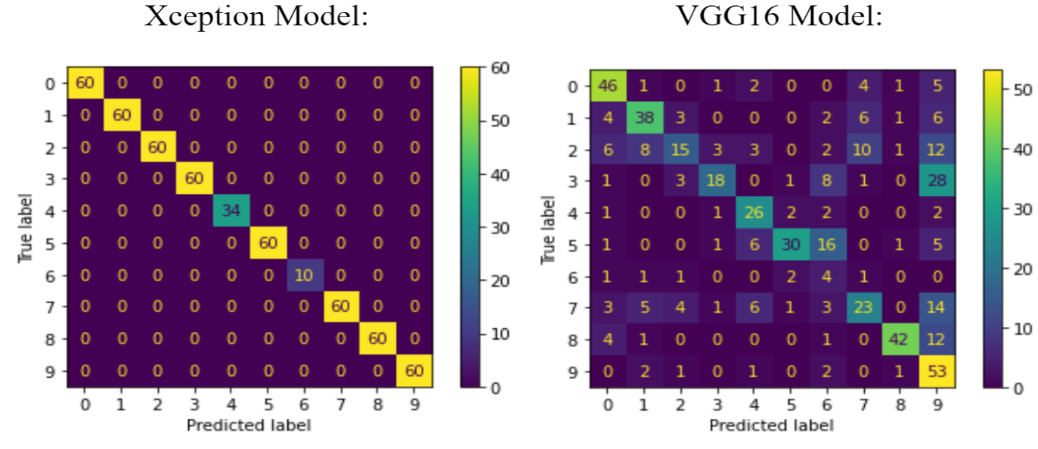 Xception Model:
VGG16 Model:
0 60 0 0 0 0 0 0 0 0 0
1 0 60 0 0 0 0 0 0 0 0
2 0 0 60 0 0 0 0 0 0 0
3 0 0 0 60 0 0 0 0 0 0
4 0 0 0 0 34 0 0 0 0 0
5 0 0 0 0 0 60 0 0 0 0
6 0 0 0 0 0 0 10 0 0 0
7 0 0 0 0 0 0 0 60 0 0
8 0 0 0 0 0 0 0 0 60 0
9 0 0 0 0 0 0 0 0 0 60
0 1 2 3 4 5 6 7 8 9
True label
Predicted label
60
50
40
30
20
10
0
0 46 1 0 1 2 0 0 4 1 5
1 4 38 3 0 0 0 2 6 1 6
2 6 8 15 3 3 0 2 10 1 12
3 1 0 3 18 0 1 8 1 0 28
4 1 0 0 1 26 2 2 0 0 2
5 1 0 0 1 6 30 16 0 1 5
6 1 1 1 0 0 2 4 1 0 0
7 3 5 4 1 6 1 3 23 0 14
8 4 1 0 0 0 0 1 0 42 12
9 0 2 1 0 1 0 2 0 1 53
0 1 2 3 4 5 6 7 8 9
True label
Predicted label
50
40
30
20
10
0